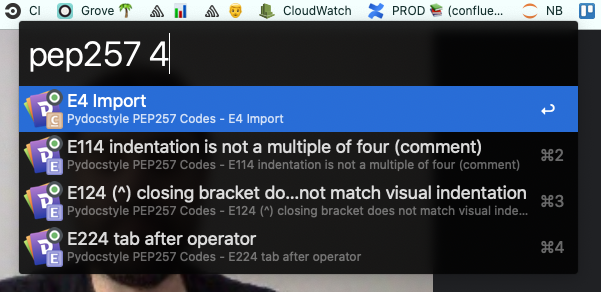 CI Grove CloudWatch PROD (conflue... NB
pep257 4
E4 Import
Pydocstyle PEP257 Codes - E4 Import
E114 indentation is not a multiple of four (comment)
Pydocstyle PEP257 Codes - E114 indentation is not a multiple of four (comment)
⌘2
E124 (^) closing bracket do...not match visual indentation
Pydocstyle PEP257 Codes - E124 (^) closing bracket does not match visual inde...
⌘3
E224 tab after operator
Pydocstyle PEP257 Codes - E224 tab after operator
⌘4